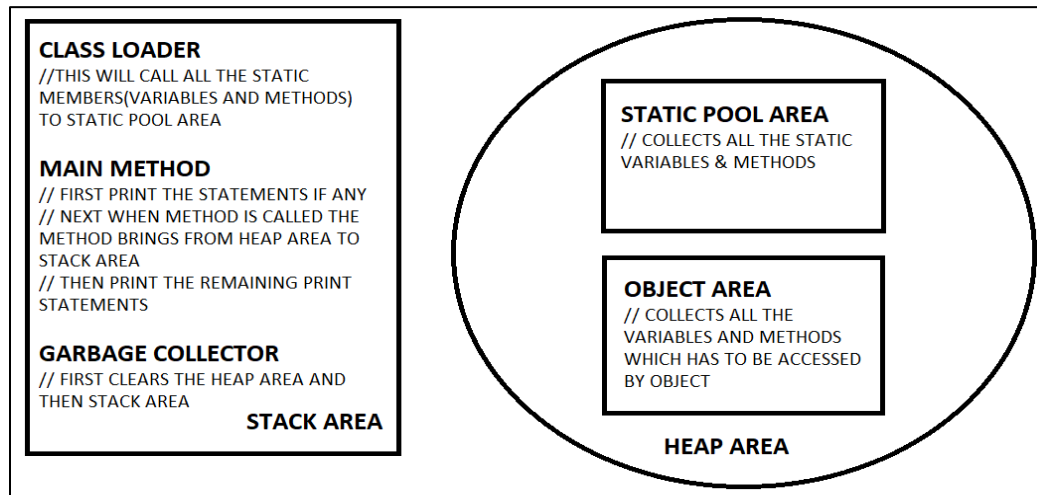 CLASS LOADER
//THIS WILL CALL ALL THE STATIC
MEMBERS(VARIABLES AND METHODS)
TO STATIC POOL AREA
MAIN METHOD
// FIRST PRINT THE STATEMENTS IF ANY
// NEXT WHEN METHOD IS CALLED THE
METHOD BRINGS FROM HEAP AREA TO
STACK AREA
// THEN PRINT THE REMAINING PRINT
STATEMENTS
GARBAGE COLLECTOR
// FIRST CLEARS THE HEAP AREA AND
THEN STACK AREA
STACK AREA
STATIC POOL AREA
// COLLECTS ALL THE STATIC
VARIABLES & METHODS
OBJECT AREA
// COLLECTS ALL THE
VARIABLES AND METHODS
WHICH HAS TO BE ACCESSED
BY OBJECT
HEAP AREA